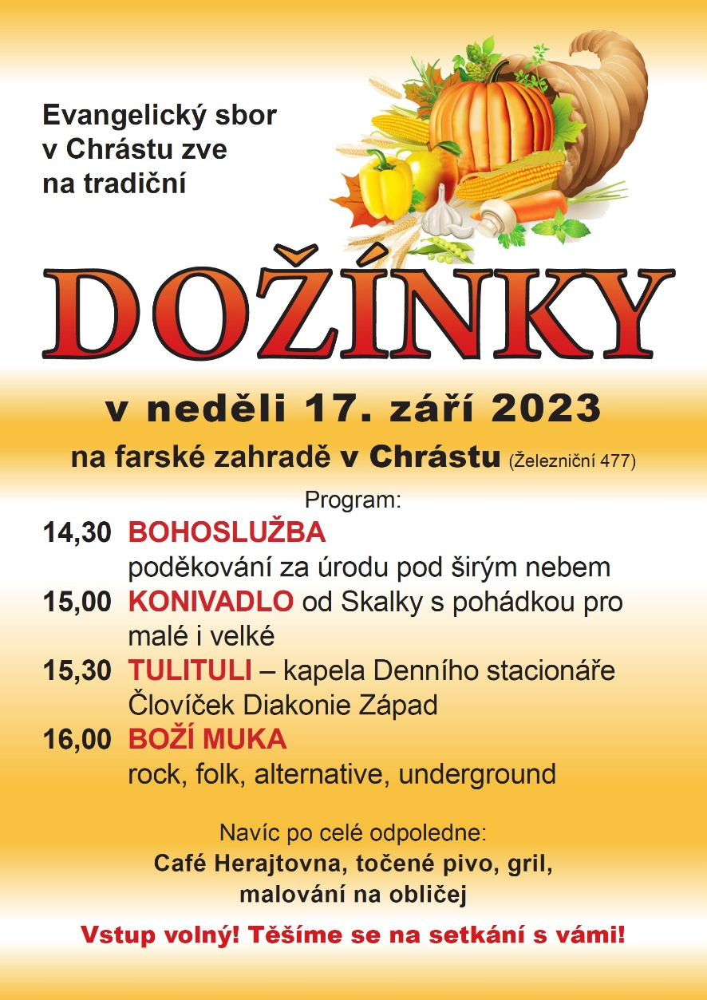 Evangelický sbor
v Chrástu zve
na tradiční
DOŽÍNKY
v neděli 17. září 2023
na farské zahradě v Chrástu (Železniční 477)
Program:
14,30 BOHOSLUŽBA
poděkování za úrodu pod širým nebem
15,00 KONIVADLO od Skalky s pohádkou pro
malé i velké
15,30 TULITULI – kapela Denního stacionáře
Človíček Diakonie Západ
16,00 BOŽÍ MUKA
rock, folk, alternative, underground
Navíc po celé odpoledne:
Café Herajtovna, točené pivo, gril,
malování na obličej
Vstup volný! Těšíme se na setkání s vámi!